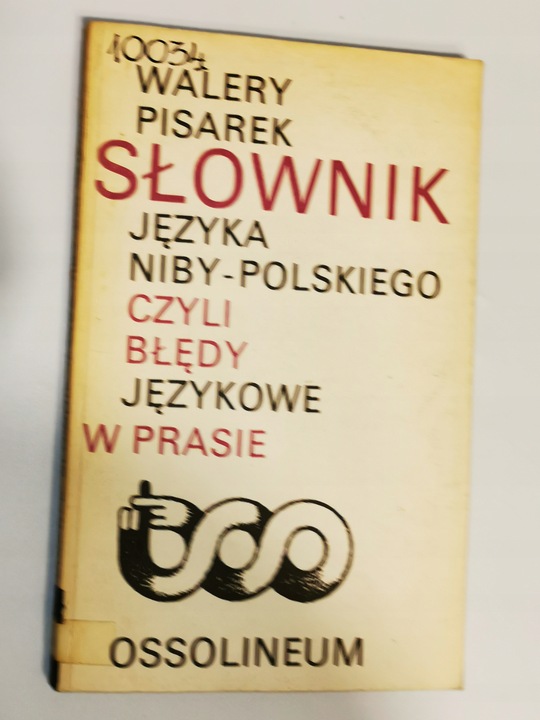 10034
WALERY
PISAREK
SŁOWNIK
JĘZYKA
NIBY-POLSKIEGO
CZYLI
BŁĘDY
JĘZYKOWE
W PRASIE
OSSOLINEUM